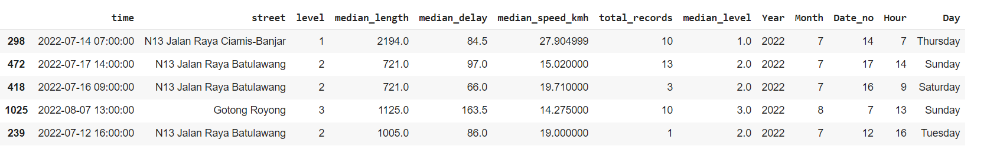 time street level median_length median_delay median_speed_kmh total_records median_level Year Month Date_no Hour Day
298 2022-07-14 07:00:00 N13 Jalan Raya Ciamis-Banjar 1 2194.0 84.5 27.904999 10 1.0 2022 7 14 7 Thursday
472 2022-07-17 14:00:00 N13 Jalan Raya Batulawang 2 721.0 97.0 15.020000 13 2.0 2022 7 17 14 Sunday
418 2022-07-16 09:00:00 N13 Jalan Raya Batulawang 2 721.0 66.0 19.710000 3 2.0 2022 7 16 9 Saturday
1025 2022-08-07 13:00:00 Gotong Royong 3 1125.0 163.5 14.275000 10 3.0 2022 8 7 13 Sunday
239 2022-07-12 16:00:00 N13 Jalan Raya Batulawang 2 1005.0 86.0 19.000000 1 2.0 2022 7 12 16 Tuesday